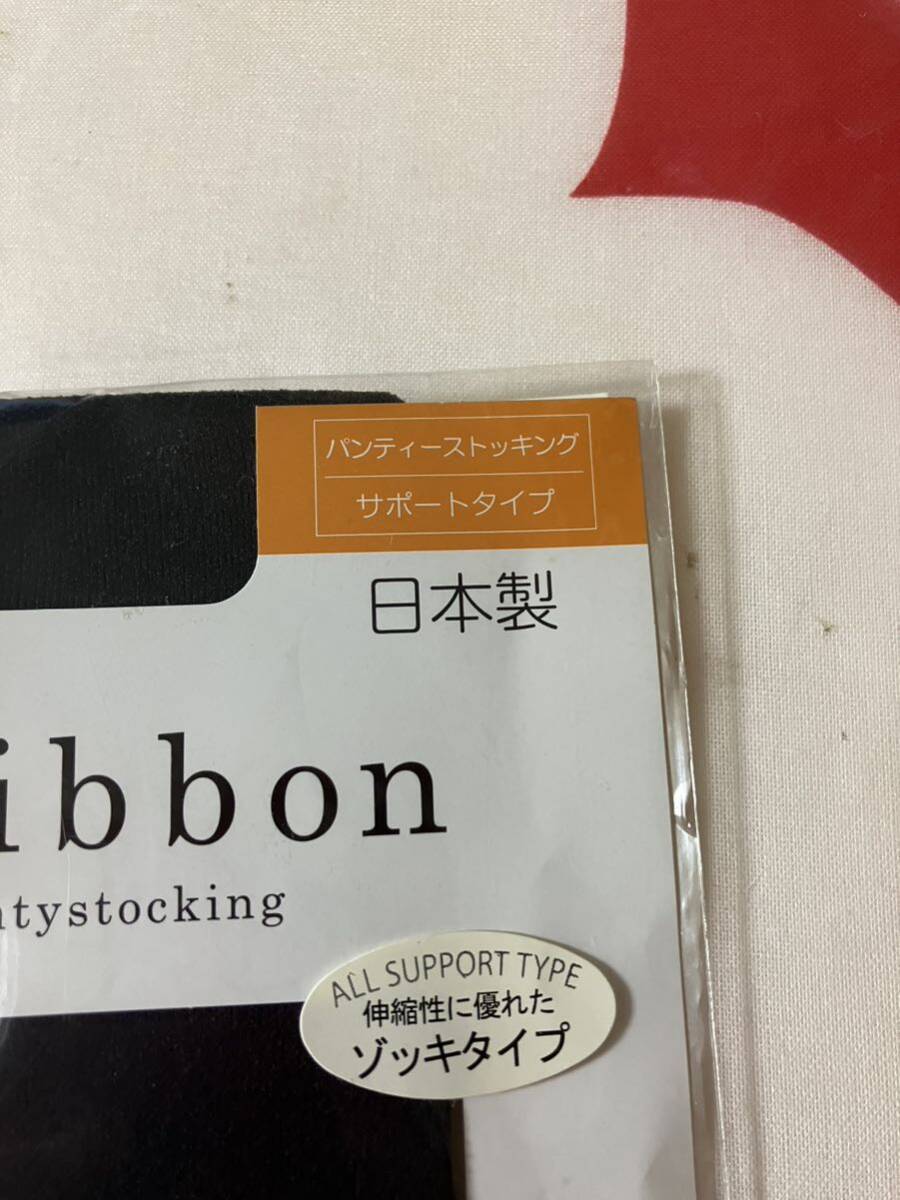 パンティーストッキング
サポートタイプ
日本製
ibbon
ntystocking
ALL SUPPORT TYPE
伸縮性に優れた
ゾッキタイプ